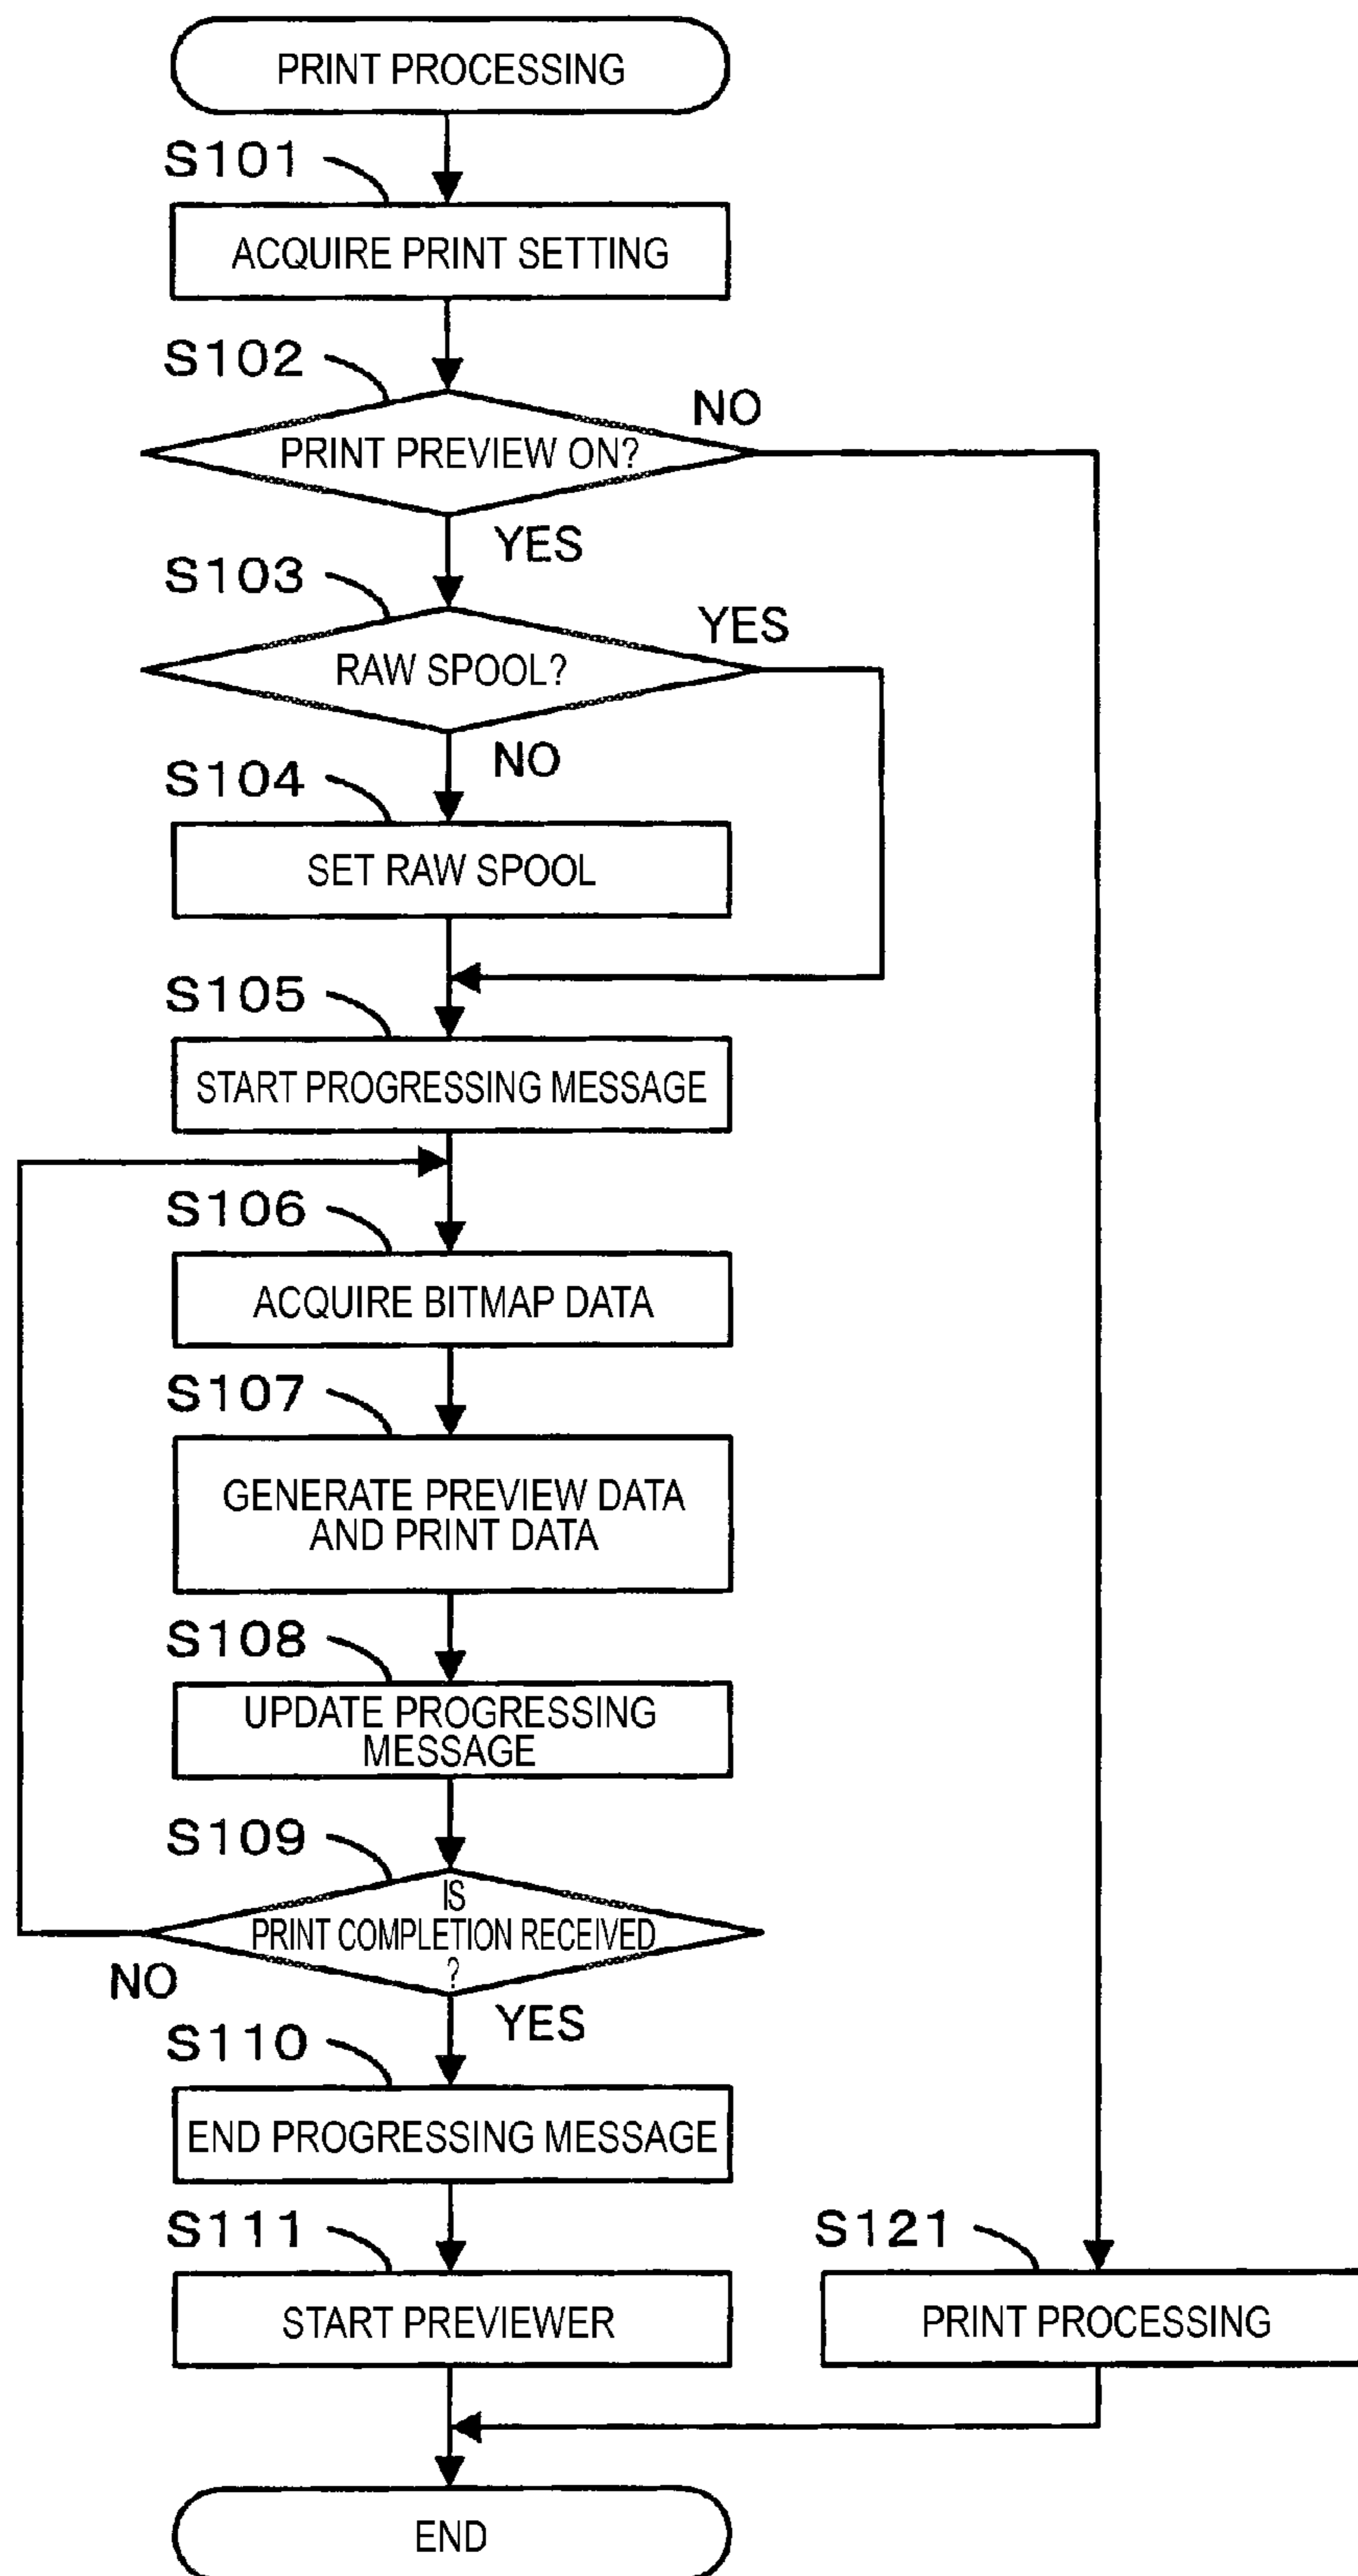 PRINT PROCESSING
S101
ACQUIRE PRINT SETTING
S102
NO
PRINT PREVIEW ON?
YES
S103
YES
RAW SPOOL?
NO
S104
SET RAW SPOOL
S105
START PROGRESSING MESSAGE
S106
ACQUIRE BITMAP DATA
S107
GENERATE PREVIEW DATA
AND PRINT DATA
S108
UPDATE PROGRESSING
MESSAGE
S109
IS
PRINT COMPLETION RECEIVED
?
NO
YES
S110
END PROGRESSING MESSAGE
S111
S121
START PREVIEWER
PRINT PROCESSING
END